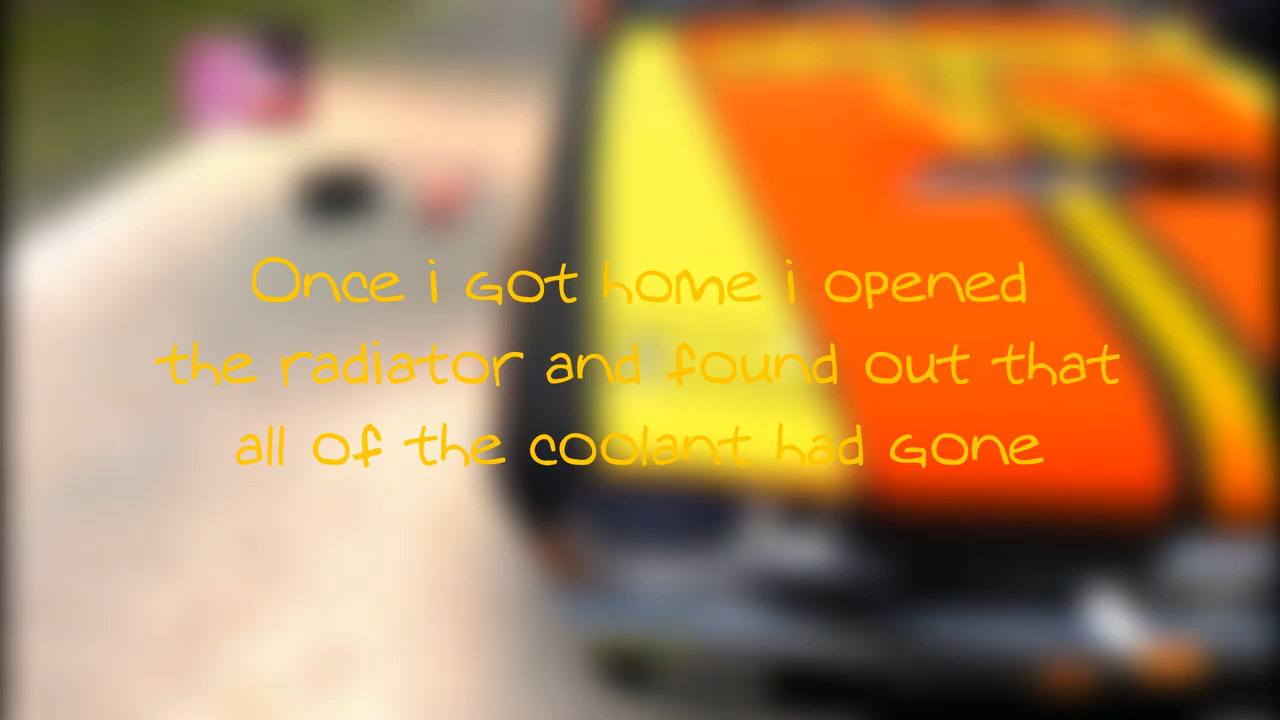 Once i got home i opened
the radiator and found out that
all of the coolant had gone